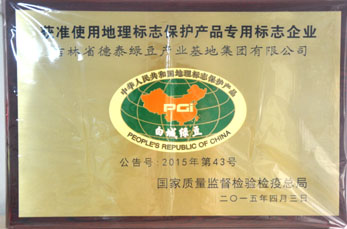 获准使用地理标志保护产品专用标志企业
吉林省德泰绿豆产业基地集团有限公司
中华人民共和国地理标志保护产品
PGI
白城绿豆
PEOPLE'S REPUBLIC OF CHINA
公告号:2015年第43号
国家质量监督检验检疫总局
二〇一五年四月三日